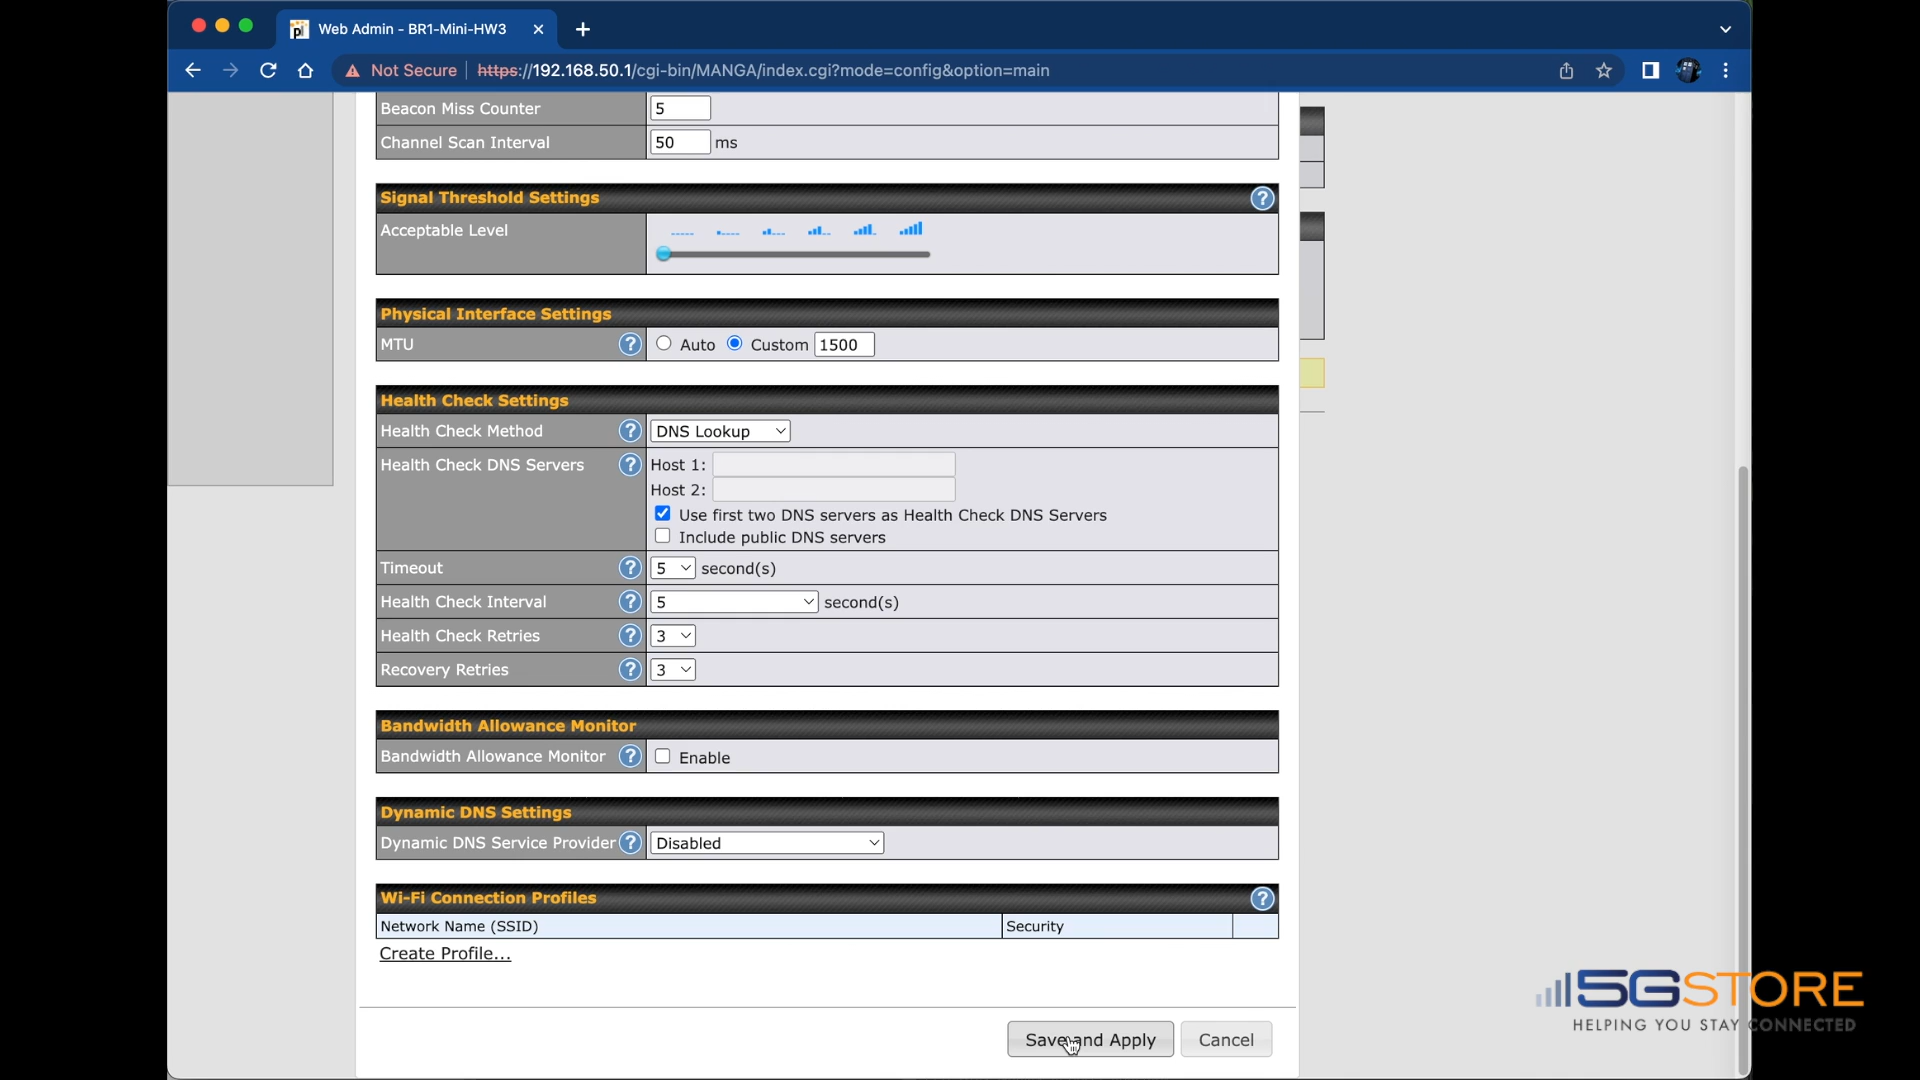 Web Admin - BR1-Mini-HW3
Not Secure https://192.168.50.1/cgi-bin/MANGA/index.cgi?mode=config&option=main
Beacon Miss Counter 5
Channel Scan Interval 50 ms
Signal Threshold Settings ?
Acceptable Level
Physical Interface Settings
MTU ? Auto Custom 1500
Health Check Settings
Health Check Method ? DNS Lookup
Health Check DNS Servers ? Host 1:
Host 2:
Use first two DNS servers as Health Check DNS Servers
Include public DNS servers
Timeout ? 5 second(s)
Health Check Interval ? 5 second(s)
Health Check Retries ? 3
Recovery Retries ? 3
Bandwidth Allowance Monitor
Bandwidth Allowance Monitor ? Enable
Dynamic DNS Settings
Dynamic DNS Service Provider ? Disabled
Wi-Fi Connection Profiles ?
Network Name (SSID) Security
Create Profile...
Save and Apply Cancel
5GSTORE
HELPING YOU STAY CONNECTED